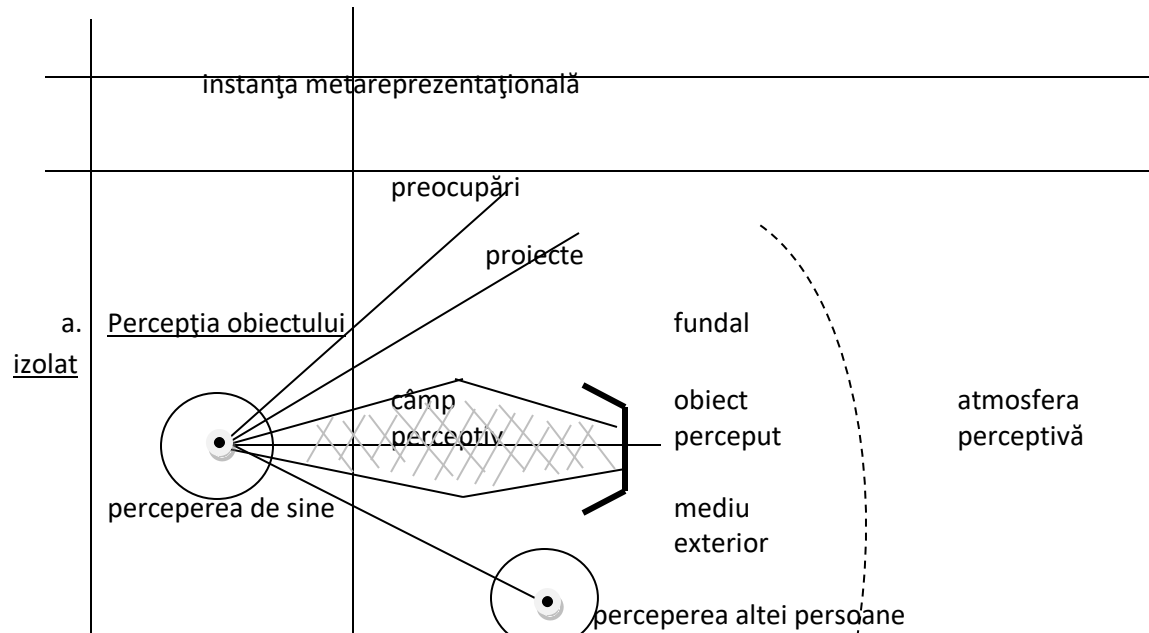 instanţa metareprezentaţională
preocupări
proiecte
a. Percepţia obiectului
izolat
fundal
câmp
perceptiv
obiect
perceput
atmosfera
perceptivă
perceperea de sine
mediu
exterior
perceperea altei persoane